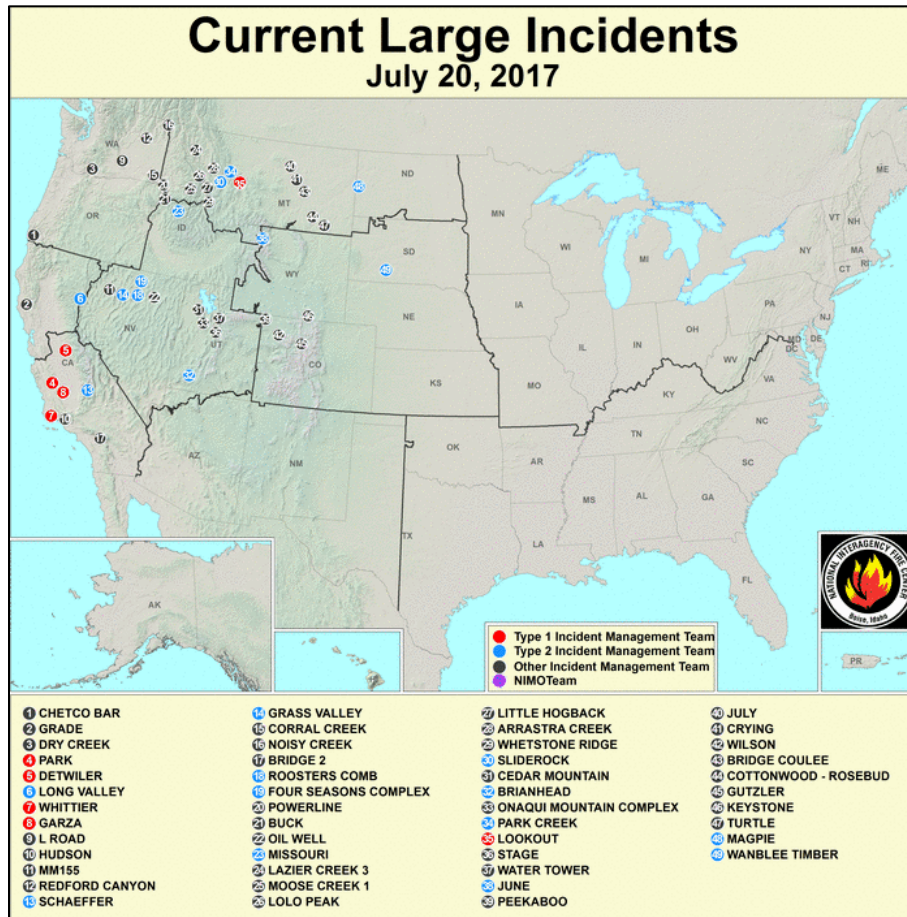 Current Large Incidents
July 20, 2017
WA
OR
CA
NV
ID
MT
WY
UT
AZ
CO
NM
ND
SD
NE
KS
OK
TX
MN
IA
MO
AR
LA
WI
IL
MI
IN
OH
KY
TN
MS
AL
GA
FL
SC
NC
VA
WV
PA
NY
VT
NH
ME
MA
CT
RI
NJ
DE
MD
DC
AK
HI
PR
NATIONAL INTERAGENCY FIRE CENTER
Boise, Idaho
Type 1 Incident Management Team
Type 2 Incident Management Team
Other Incident Management Team
NIMOTeam
1 CHETCO BAR
2 GRADE
3 DRY CREEK
4 PARK
5 DETWILER
6 LONG VALLEY
7 WHITTIER
8 GARZA
9 L ROAD
10 HUDSON
11 MM155
12 REDFORD CANYON
13 SCHAEFFER
14 GRASS VALLEY
15 CORRAL CREEK
16 NOISY CREEK
17 BRIDGE 2
18 ROOSTERS COMB
19 FOUR SEASONS COMPLEX
20 POWERLINE
21 BUCK
22 OIL WELL
23 MISSOURI
24 LAZIER CREEK 3
25 MOOSE CREEK 1
26 LOLO PEAK
27 LITTLE HOGBACK
28 ARRASTRA CREEK
29 WHETSTONE RIDGE
30 SLIDEROCK
31 CEDAR MOUNTAIN
32 BRIANHEAD
33 ONAQUI MOUNTAIN COMPLEX
34 PARK CREEK
35 LOOKOUT
36 STAGE
37 WATER TOWER
38 JUNE
39 PEEKABOO
40 JULY
41 CRYING
42 WILSON
43 BRIDGE COULEE
44 COTTONWOOD - ROSEBUD
45 GUTZLER
46 KEYSTONE
47 TURTLE
48 MAGPIE
49 WANBLEE TIMBER